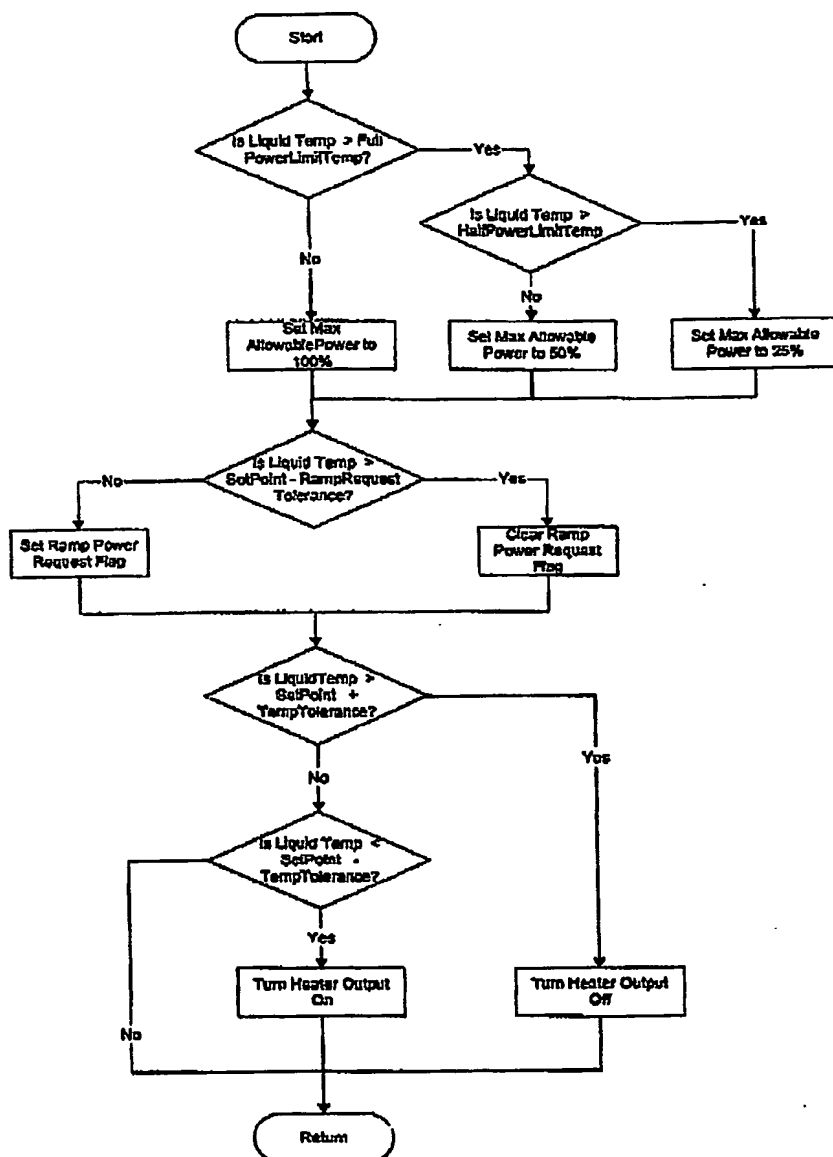 Start
Is Liquid Temp > Full
PowerLimitTemp?
Yes
Is Liquid Temp >
HalfPowerLimitTemp
Yes
No
No
Set Max
AllowablePower to
100%
Set Max Allowable
Power to 50%
Set Max Allowable
Power to 25%
Is Liquid Temp >
SetPoint - RampRequest
Tolerance?
No
Yes
Set Ramp Power
Request Flag
Clear Ramp
Power Request
Flag
Is LiquidTemp >
SetPoint +
TempTolerance?
Yes
No
Is Liquid Temp <
SetPoint -
TempTolerance?
Yes
Turn Heater Output
On
Turn Heater Output
Off
No
Return